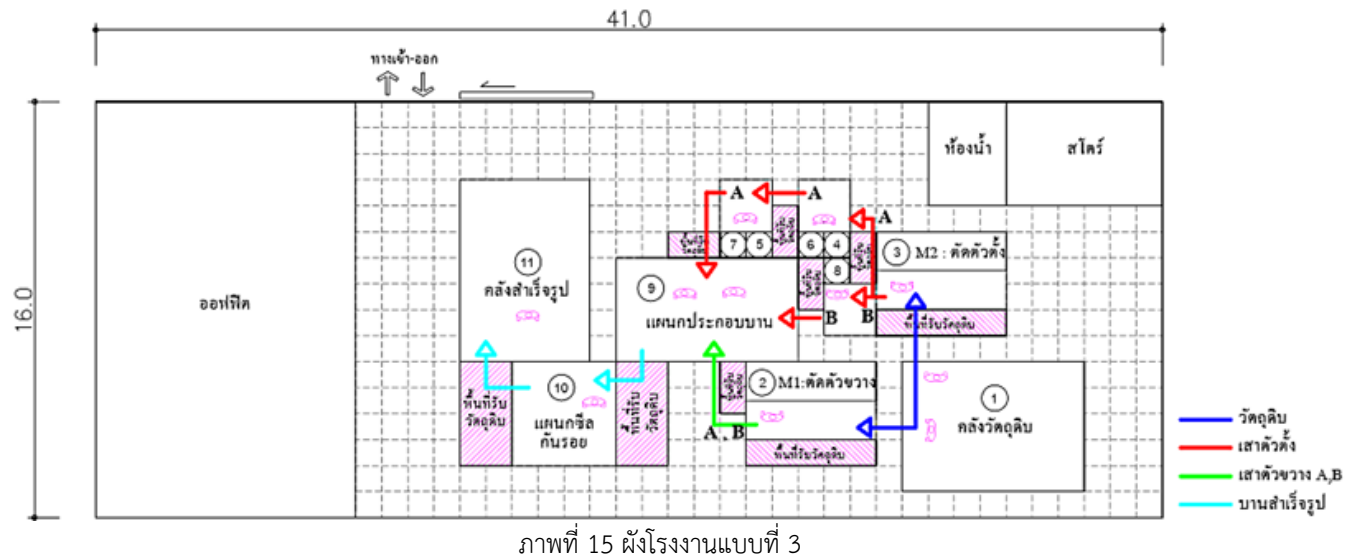 41.0
16.0
ทางเข้า-ออก
ออฟฟิต
ห้องน้ำ
สโตร์
A
A
A
7
5
6
4
8
3 M2 : ตัดตัวตั้ง
พื้นที่รับวัตถุดิบ
11
คลังสำเร็จรูป
9
แผนกประกอบบาน
B
B
10
แผนกซีล
กันรอย
พื้นที่รับ
วัตถุดิบ
พื้นที่รับ
วัตถุดิบ
2 M1:ตัดตัวขวาง
A , B
พื้นที่รับวัตถุดิบ
1
คลังวัตถุดิบ
วัตถุดิบ
เสาตัวตั้ง
เสาตัวขวาง A,B
บานสำเร็จรูป
ภาพที่ 15 ผังโรงงานแบบที่ 3